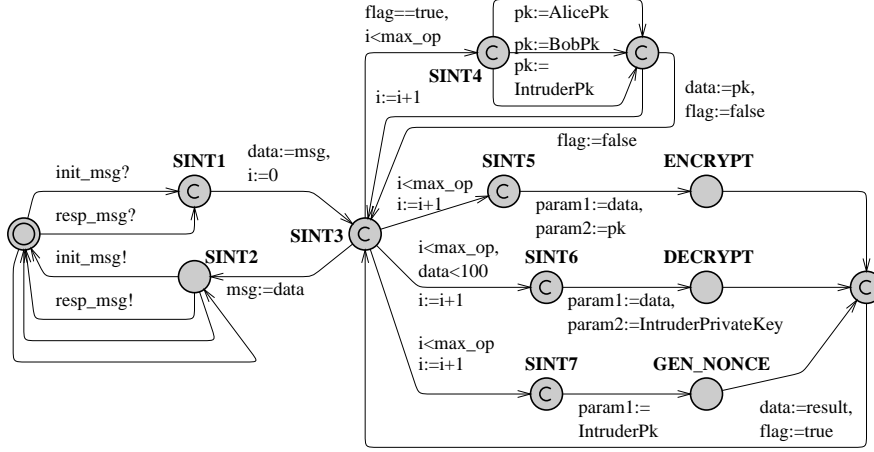 flag==true,
i<max_op
pk:=AlicePk
C
pk:=BobPk
C
SINT4
pk:=
IntruderPk
i:=i+1
data:=pk,
flag:=false
flag:=false
SINT1
data:=msg,
i:=0
init_msg?
C
resp_msg?
SINT5
ENCRYPT
i<max_op
i:=i+1
C
param1:=data,
param2:=pk
SINT3
C
init_msg!
SINT2
msg:=data
resp_msg!
i<max_op,
data<100
i:=i+1
SINT6
DECRYPT
C
C
param1:=data,
param2:=IntruderPrivateKey
i<max_op
i:=i+1
SINT7
GEN_NONCE
C
param1:=
IntruderPk
data:=result,
flag:=true